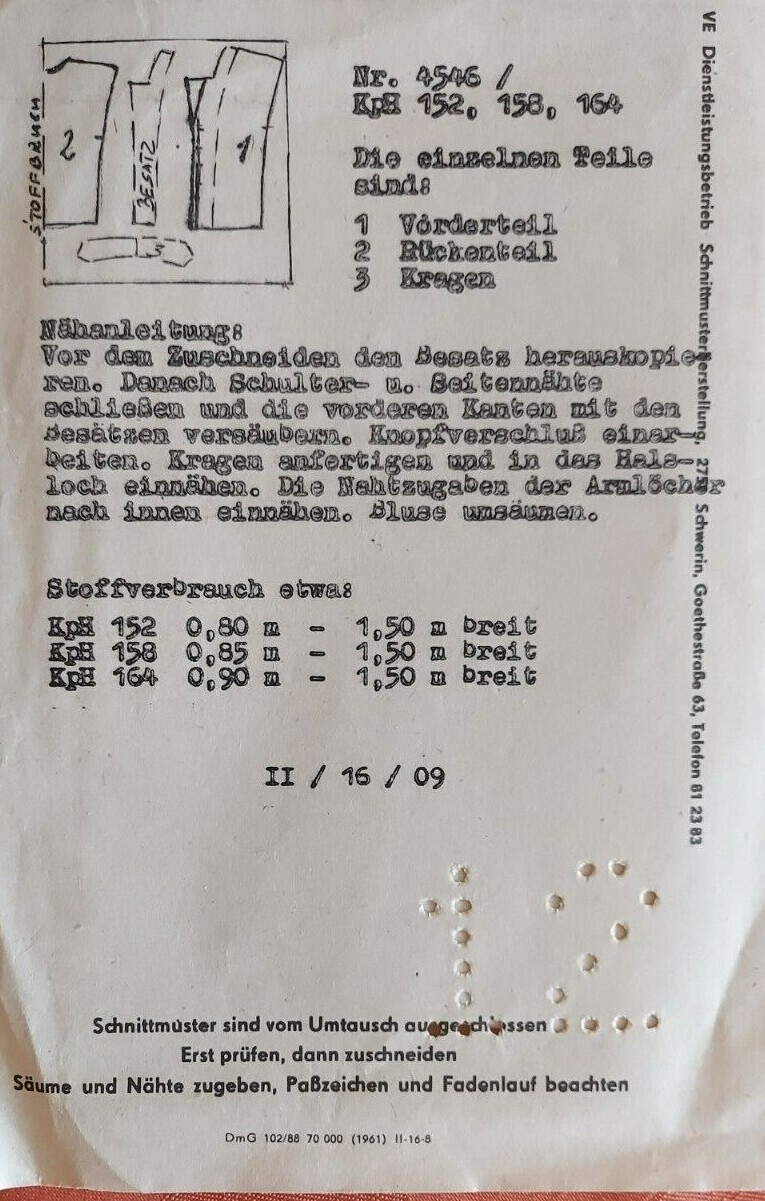 STOFFBRUCH
2
BESATZ
1
3
Nr. 4546 /
KpH 152, 158, 164
Die einzelnen Teile
sind:
1 Vorderteil
2 Rückenteil
3 Kragen
Nähanleitung:
Vor dem Zuschneiden den Besatz herauskopie-
ren. Danach Schulter- u. Seitennähte
schließen und die vorderen Kanten mit den
Besätzen versäubern. Knopfverschluß einar-
beiten. Kragen anfertigen und in das Hals-
loch einnähen. Die Nahtzugaben der Armlöcher
nach innen einnähen. Bluse umsäumen.
Stoffverbrauch etwa:
KpH 152 0,80 m - 1,50 m breit
KpH 158 0,85 m - 1,50 m breit
KpH 164 0,90 m - 1,50 m breit
II / 16 / 09
12
Schnittmuster sind vom Umtausch ausgeschlossen
Erst prüfen, dann zuschneiden
Säume und Nähte zugeben, Paßzeichen und Fadenlauf beachten
DmG 102/88 70 000 (1961) II-16-8
VE Dienstleistungsbetrieb Schnittmusterherstellung, Schwerin, Goethestraße 63, Telefon 81 23 83